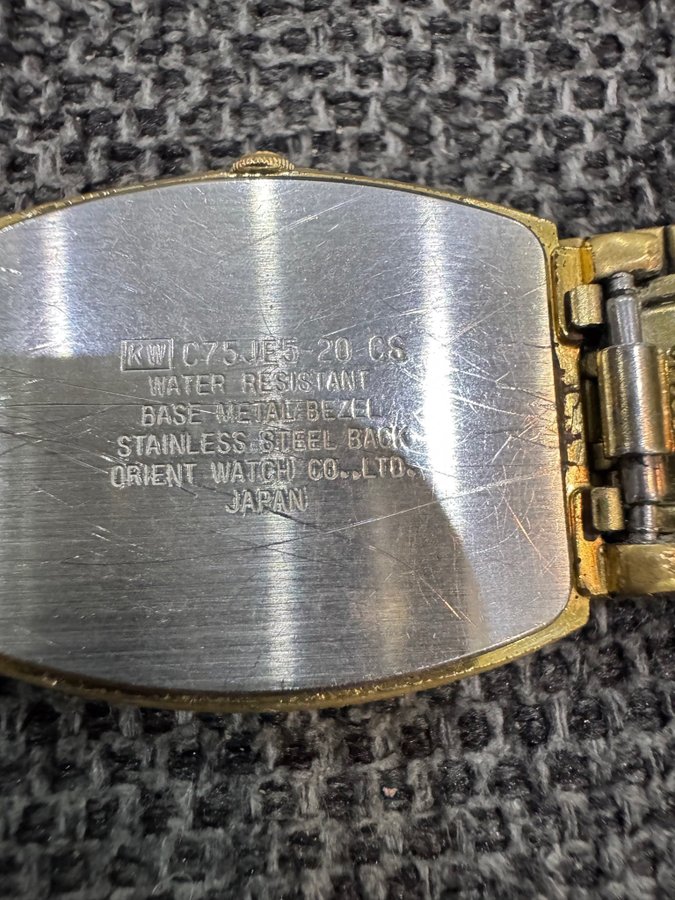 KW C75JE5-20 CS
WATER RESISTANT
BASE METAL BEZEL
STAINLESS STEEL BACK
ORIENT WATCH CO.,LTD.
JAPAN